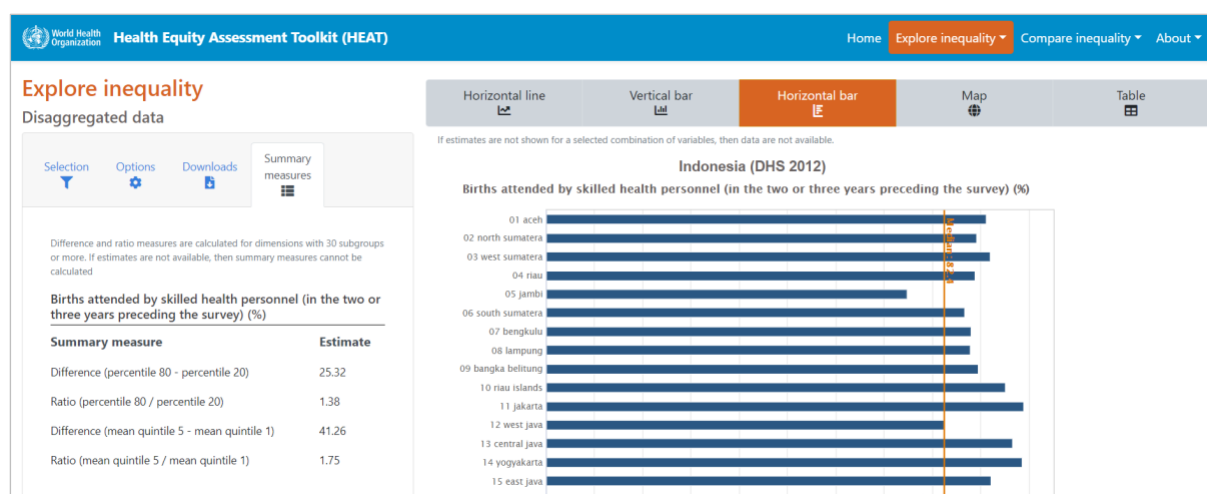 World Health
Organization
Health Equity Assessment Toolkit (HEAT)
Home
Explore inequality
Compare inequality
About
Explore inequality
Disaggregated data
Selection
Options
Downloads
Summary
measures
Difference and ratio measures are calculated for dimensions with 30 subgroups
or more. If estimates are not available, then summary measures cannot be
calculated
Births attended by skilled health personnel (in the two or
three years preceding the survey) (%)
Summary measure Estimate
Difference (percentile 80 - percentile 20) 25.32
Ratio (percentile 80 / percentile 20) 1.38
Difference (mean quintile 5 - mean quintile 1) 41.26
Ratio (mean quintile 5 / mean quintile 1) 1.75
Horizontal line
Vertical bar
Horizontal bar
Map
Table
If estimates are not shown for a selected combination of variables, then data are not available.
Indonesia (DHS 2012)
Births attended by skilled health personnel (in the two or three years preceding the survey) (%)
01 aceh
02 north sumatera
03 west sumatera
04 riau
05 jambi
06 south sumatera
07 bengkulu
08 lampung
09 bangka belitung
10 riau islands
11 jakarta
12 west java
13 central java
14 yogyakarta
15 east java